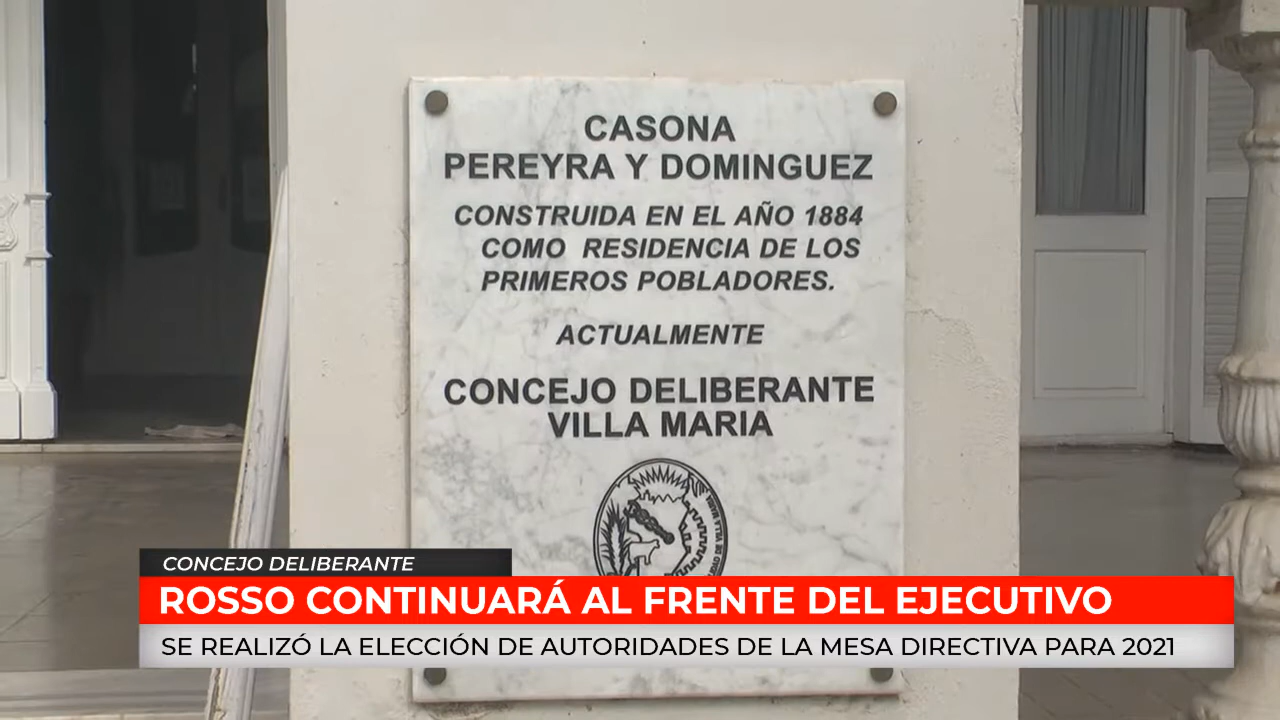 CASONA
PEREYRA Y DOMINGUEZ
CONSTRUIDA EN EL AÑO 1884
COMO RESIDENCIA DE LOS
PRIMEROS POBLADORES.
ACTUALMENTE
CONCEJO DELIBERANTE
VILLA MARIA
CONCEJO DELIBERANTE
ROSSO CONTINUARÁ AL FRENTE DEL EJECUTIVO
SE REALIZÓ LA ELECCIÓN DE AUTORIDADES DE LA MESA DIRECTIVA PARA 2021